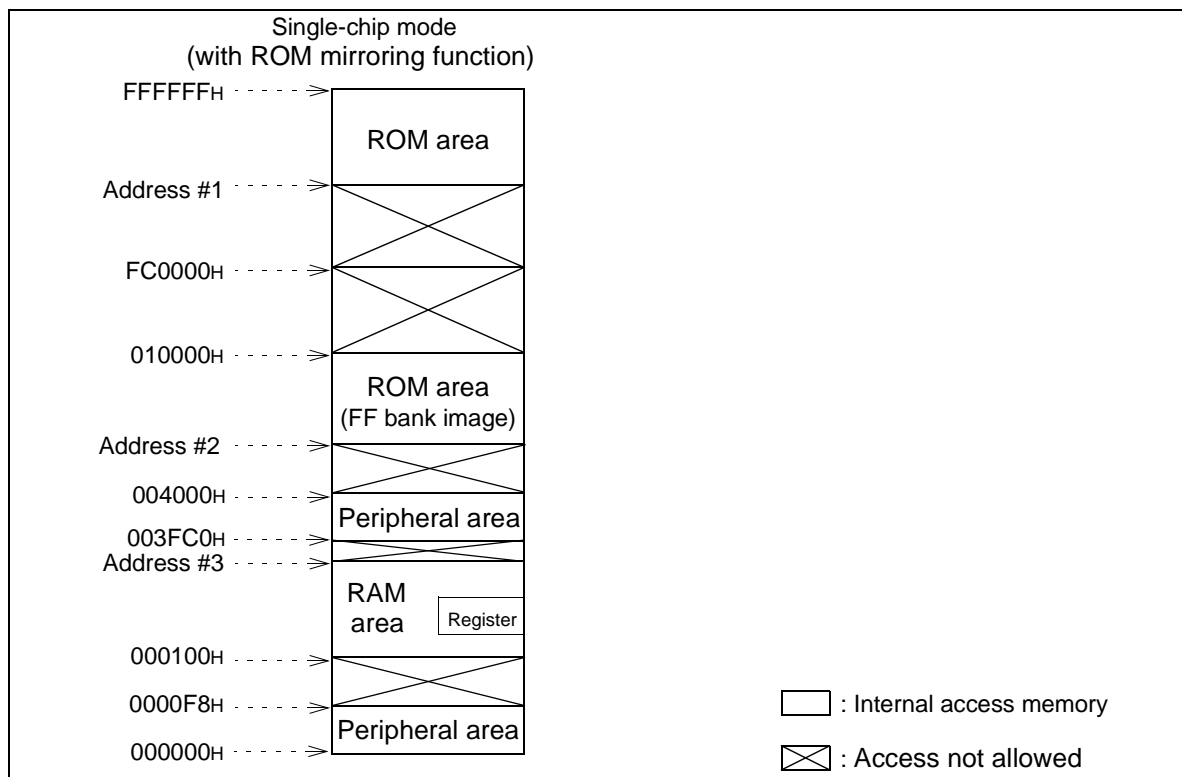 Single-chip mode
(with ROM mirroring function)
FFFFFFH
ROM area
Address #1
FC0000H
010000H
ROM area
(FF bank image)
Address #2
004000H
Peripheral area
003FC0H
Address #3
RAM
area
Register
000100H
0000F8H
: Internal access memory
Peripheral area
000000H
: Access not allowed